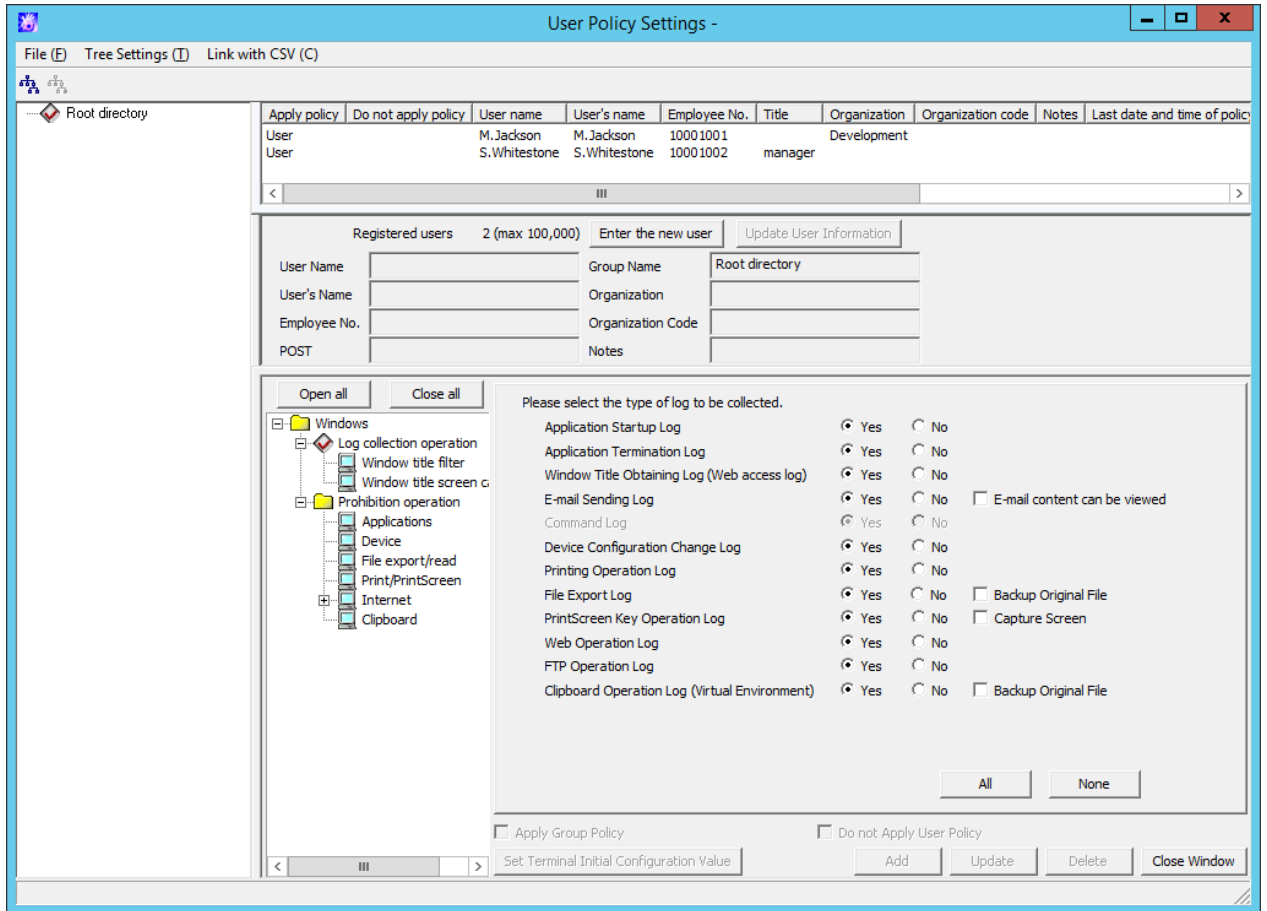 User Policy Settings -
File (F) Tree Settings (T) Link with CSV (C)
Root directory
Apply policy Do not apply policy User name User's name Employee No. Title Organization Organization code Notes Last date and time of policy
User M.Jackson M.Jackson 10001001 Development
User S.Whitestone S.Whitestone 10001002 manager
Registered users 2 (max 100,000) Enter the new user Update User Information
User Name Group Name Root directory
User's Name Organization
Employee No. Organization Code
POST Notes
Open all Close all
Windows
Log collection operation
Window title filter
Window title screen ca
Prohibition operation
Applications
Device
File export/read
Print/PrintScreen
Internet
Clipboard
Please select the type of log to be collected.
Application Startup Log Yes No
Application Termination Log Yes No
Window Title Obtaining Log (Web access log) Yes No
E-mail Sending Log Yes No E-mail content can be viewed
Command Log Yes No
Device Configuration Change Log Yes No
Printing Operation Log Yes No
File Export Log Yes No Backup Original File
PrintScreen Key Operation Log Yes No Capture Screen
Web Operation Log Yes No
FTP Operation Log Yes No
Clipboard Operation Log (Virtual Environment) Yes No Backup Original File
All None
Apply Group Policy Do not Apply User Policy
Set Terminal Initial Configuration Value Add Update Delete Close Window